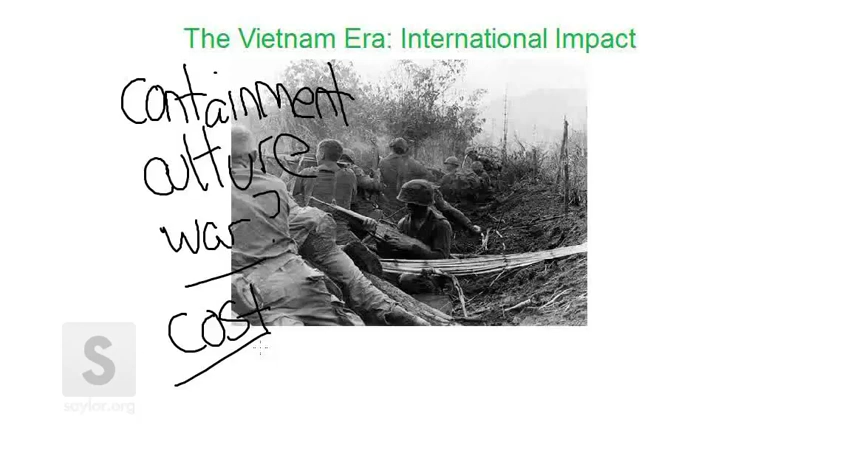 The Vietnam Era: International Impact
containment
culture
war?
cost
S
saylor.org